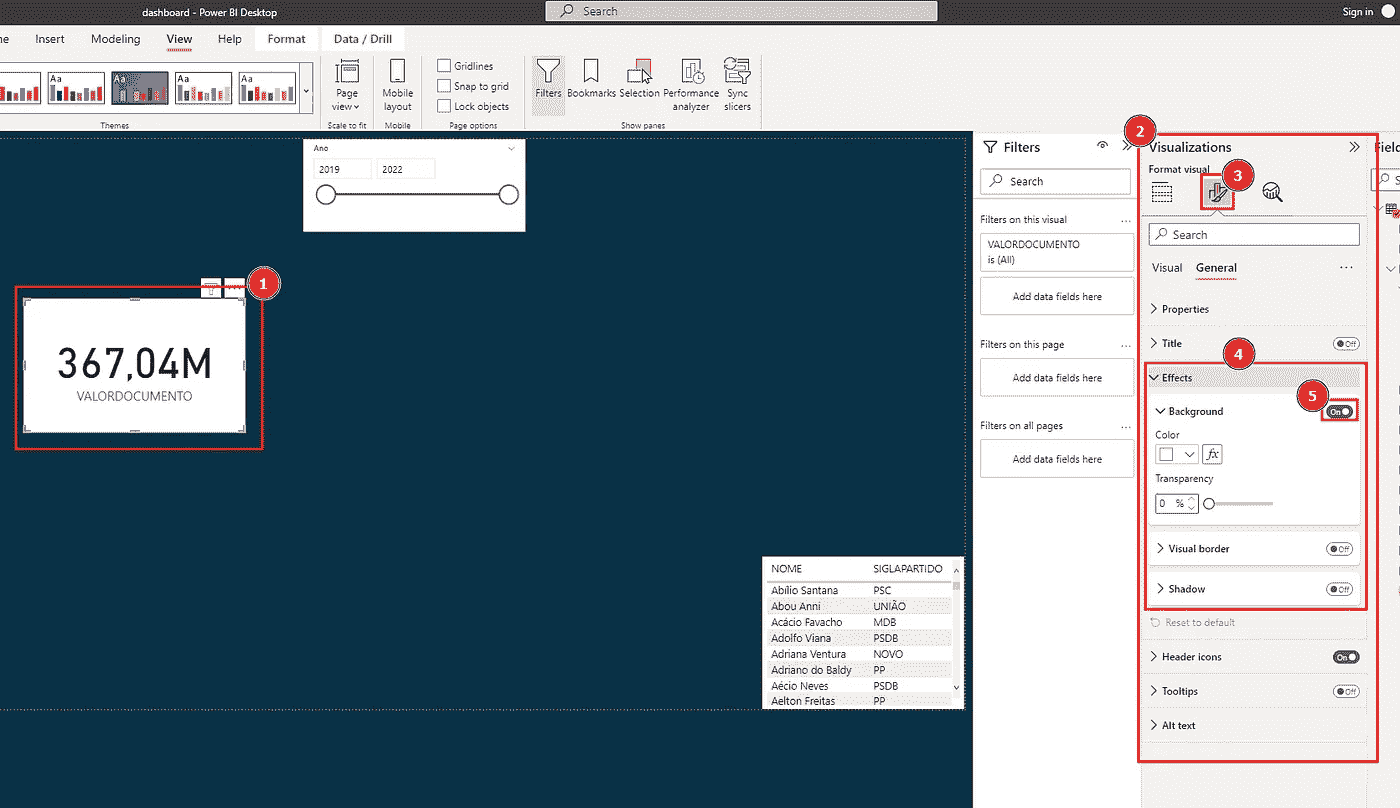 dashboard - Power BI Desktop
Search
Sign in
Insert
Modeling
View
Help
Format
Data / Drill
Aa
Aa
Aa
Aa
Themes
Page
view
Scale to fit
Mobile
layout
Mobile
Gridlines
Snap to grid
Lock objects
Page options
Filters
Bookmarks
Selection
Performance
analyzer
Sync
slicers
Show panes
Ano
2019
2022
1
367,04M
VALORDOCUMENTO
NOME
SIGLAPARTIDO
Abílio Santana
PSC
Abou Anni
UNIÃO
Acácio Favacho
MDB
Adolfo Viana
PSDB
Adriana Ventura
NOVO
Adriano do Baldy
PP
Aécio Neves
PSDB
Aelton Freitas
PP
Filters
Search
Filters on this visual
...
VALORDOCUMENTO
is (All)
Add data fields here
Filters on this page
...
Add data fields here
Filters on all pages
...
Add data fields here
2
Visualizations
Format visual
3
Search
Visual
General
...
Properties
Title
Off
4
Effects
5
Background
On
Color
fx
Transparency
0 %
Visual border
Off
Shadow
Off
Reset to default
Header icons
On
Tooltips
Off
Alt text